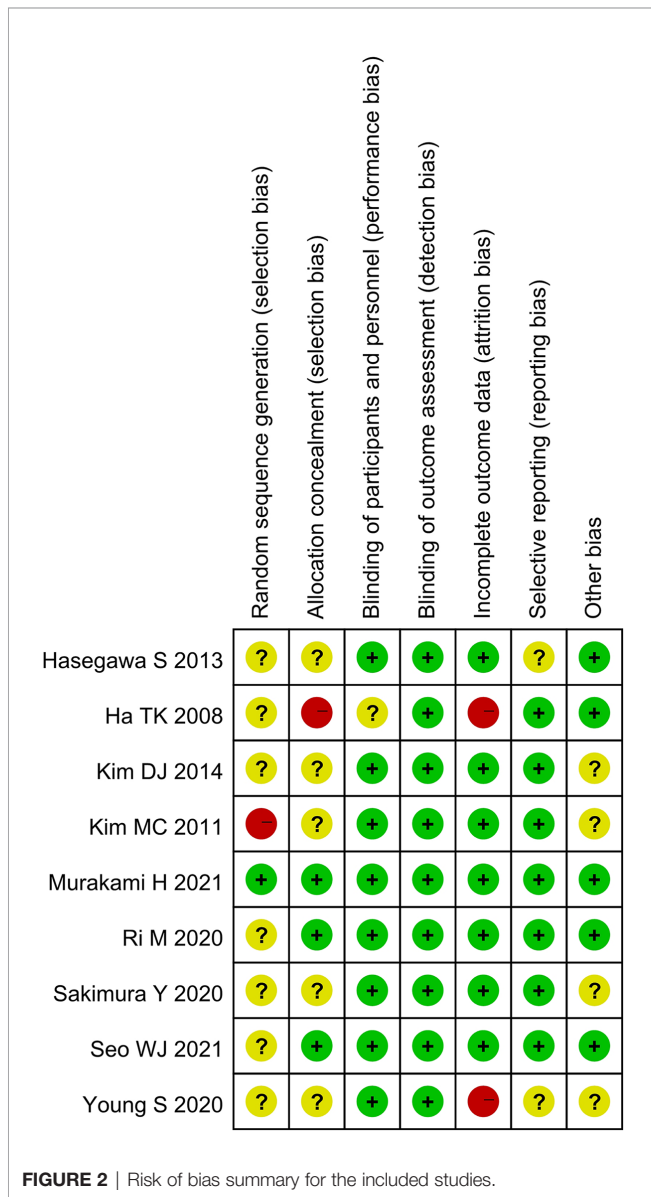 Random sequence generation (selection bias)
Allocation concealment (selection bias)
Blinding of participants and personnel (performance bias)
Blinding of outcome assessment (detection bias)
Incomplete outcome data (attrition bias)
Selective reporting (reporting bias)
Other bias
Hasegawa S 2013 ? ? + + + ? +
Ha TK 2008 ? − ? + − + +
Kim DJ 2014 ? ? + + + + ?
Kim MC 2011 − ? + + + + ?
Murakami H 2021 + + + + + + +
Ri M 2020 ? + + + + + +
Sakimura Y 2020 ? ? + + + + ?
Seo WJ 2021 ? + + + + + +
Young S 2020 ? ? + + − ? ?
FIGURE 2 | Risk of bias summary for the included studies.